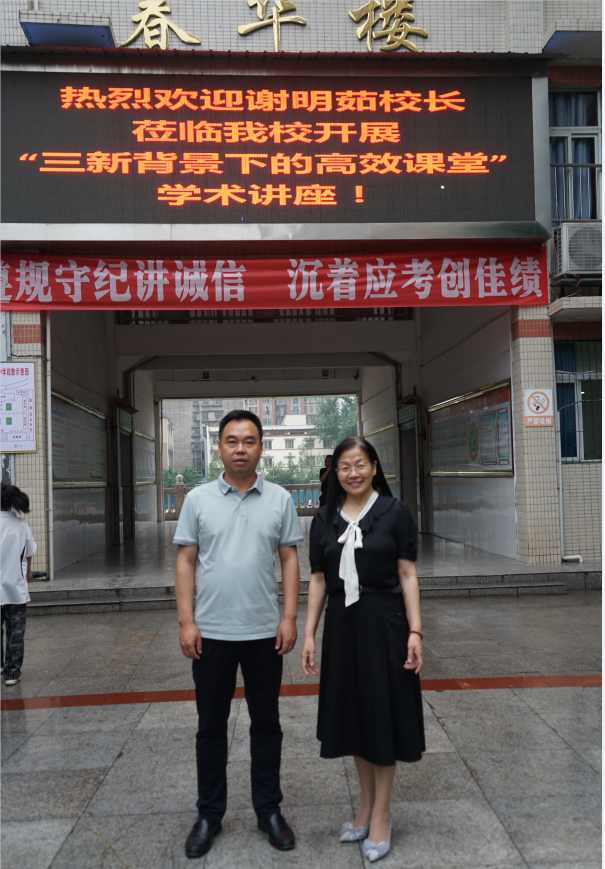 春华楼
热烈欢迎谢明茹校长
莅临我校开展
“三新背景下的高效课堂”
学术讲座！
遵规守纪讲诚信 沉着应考创佳绩